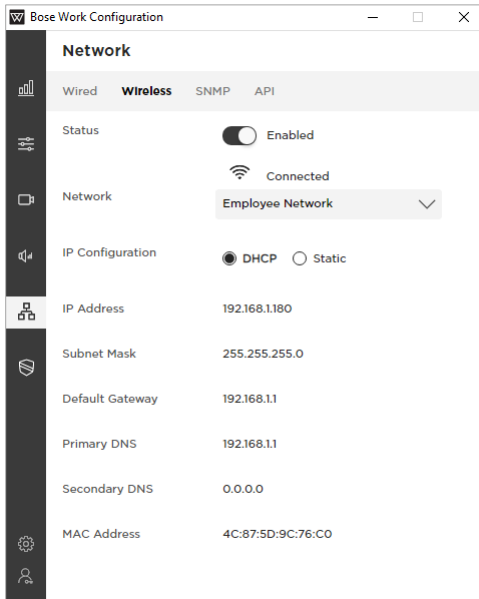 Bose Work Configuration
Network
Wired Wireless SNMP API
Status Enabled
Connected
Network Employee Network
IP Configuration DHCP Static
IP Address 192.168.1.180
Subnet Mask 255.255.255.0
Default Gateway 192.168.1.1
Primary DNS 192.168.1.1
Secondary DNS 0.0.0.0
MAC Address 4C:87:5D:9C:76:C0